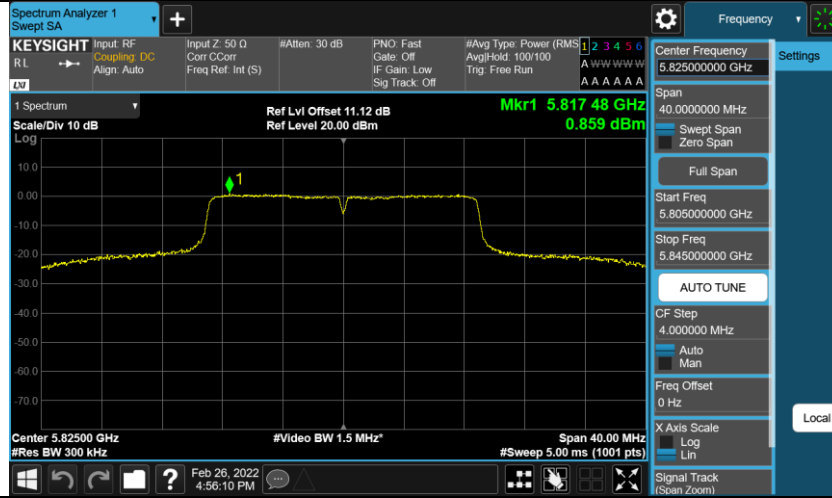 Spectrum Analyzer 1
Swept SA
+
Frequency
KEYSIGHT
RL
LXI
Input: RF
Coupling: DC
Align: Auto
Input Z: 50 Ω
Corr CCorr
Freq Ref: Int (S)
#Atten: 30 dB
PNO: Fast
Gate: Off
IF Gain: Low
Sig Track: Off
#Avg Type: Power (RMS
Avg|Hold: 100/100
Trig: Free Run
1 2 3 4 5 6
A W W W W W
A A A A A A
1 Spectrum
Scale/Div 10 dB
Log
Ref Lvl Offset 11.12 dB
Ref Level 20.00 dBm
Mkr1 5.817 48 GHz
0.859 dBm
10.0
0.00
-10.0
-20.0
-30.0
-40.0
-50.0
-60.0
-70.0
1
Center 5.82500 GHz
#Res BW 300 kHz
#Video BW 1.5 MHz*
Span 40.00 MHz
#Sweep 5.00 ms (1001 pts)
?
Feb 26, 2022
4:56:10 PM
Center Frequency
5.825000000 GHz
Span
40.0000000 MHz
Swept Span
Zero Span
Full Span
Start Freq
5.805000000 GHz
Stop Freq
5.845000000 GHz
AUTO TUNE
CF Step
4.000000 MHz
Auto
Man
Freq Offset
0 Hz
X Axis Scale
Log
Lin
Signal Track
(Span Zoom)
Settings
Local